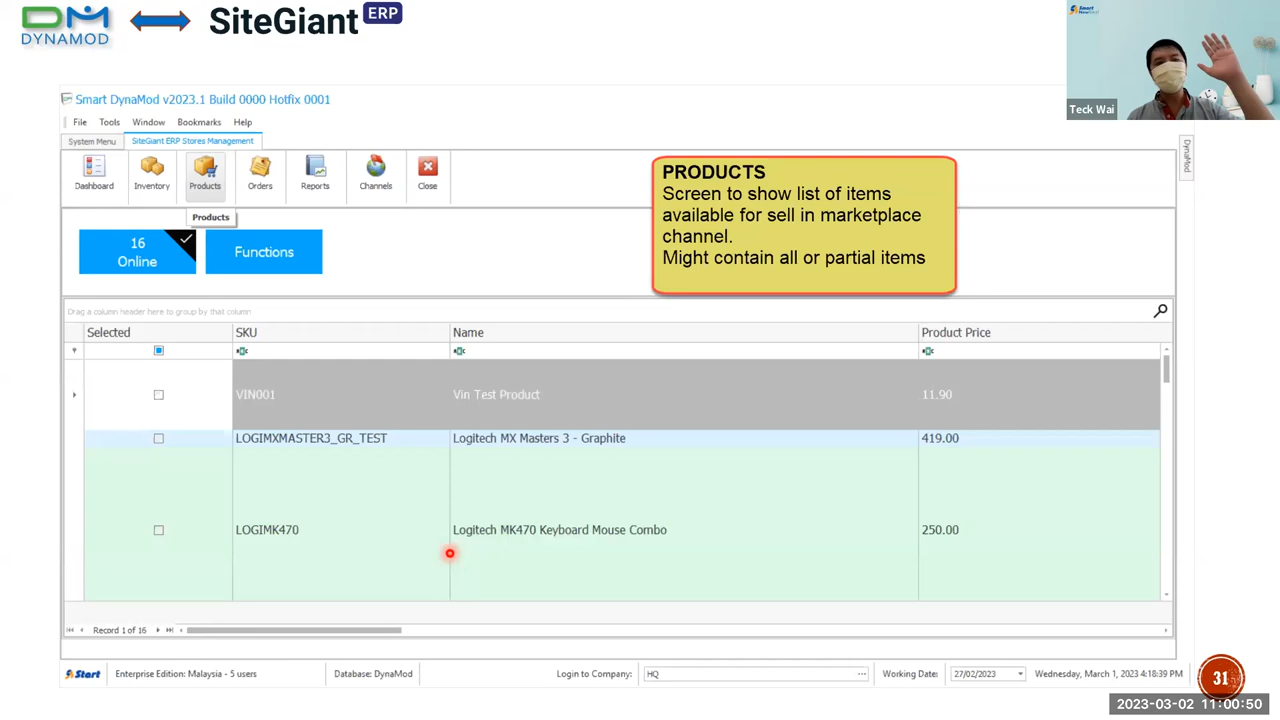 DM
DYNAMOD
SiteGiant ERP
Smart
Teck Wai
Smart DynaMod v2023.1 Build 0000 Hotfix 0001
File Tools Window Bookmarks Help
System Menu SiteGiant ERP Stores Management
Dashboard Inventory Products Orders Reports Channels Close
Products
DynaMod
PRODUCTS
Screen to show list of items
available for sell in marketplace
channel.
Might contain all or partial items
16
Online
Functions
Drag a column header here to group by that column
Selected SKU Name Product Price
VIN001 Vin Test Product 11.90
LOGIMXMASTER3_GR_TEST Logitech MX Masters 3 - Graphite 419.00
LOGIMK470 Logitech MK470 Keyboard Mouse Combo 250.00
Record 1 of 16
Start Enterprise Edition: Malaysia - 5 users Database: DynaMod Login to Company: HQ Working Date: 27/02/2023 Wednesday, March 1, 2023 4:18:39 PM
31
2023-03-02 11:00:50